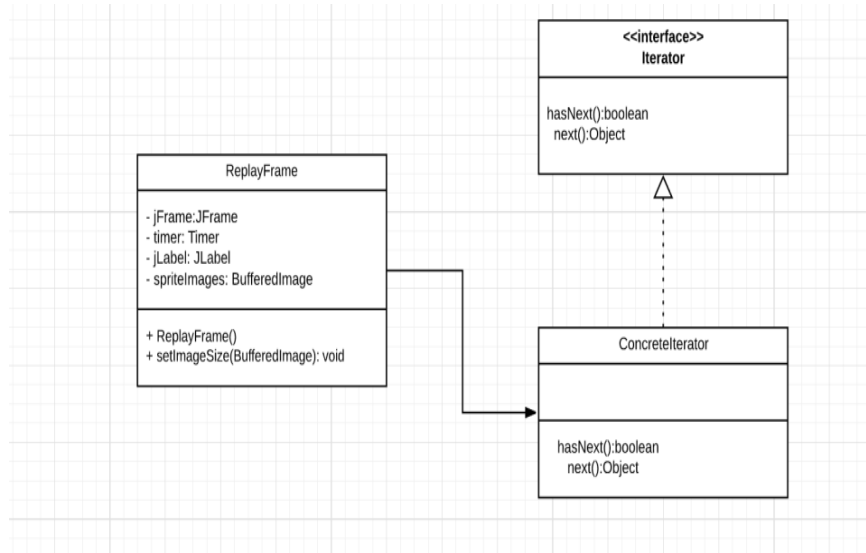 <<interface>>
Iterator
hasNext():boolean
next():Object
ReplayFrame
- jFrame:JFrame
- timer: Timer
- jLabel: JLabel
- spriteImages: BufferedImage
+ ReplayFrame()
+ setImageSize(BufferedImage): void
ConcreteIterator
hasNext():boolean
next():Object